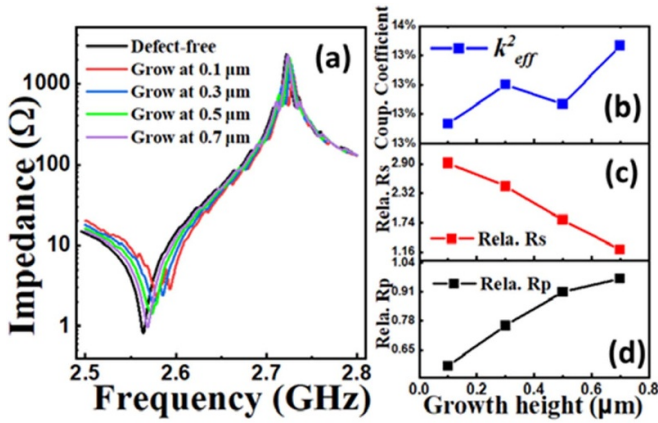 (a)
Defect-free
Grow at 0.1 μm
Grow at 0.3 μm
Grow at 0.5 μm
Grow at 0.7 μm
1000
100
10
1
Impedance (Ω)
2.5
2.6
2.7
2.8
Frequency (GHz)
14%
13%
13%
13%
13%
Coup. Coefficient
k²eff
(b)
2.90
2.32
1.74
1.16
Rela. Rs
Rela. Rs
(c)
1.04
0.91
0.78
0.65
Rela. Rp
Rela. Rp
(d)
0.0
0.2
0.4
0.6
0.8
Growth height (μm)